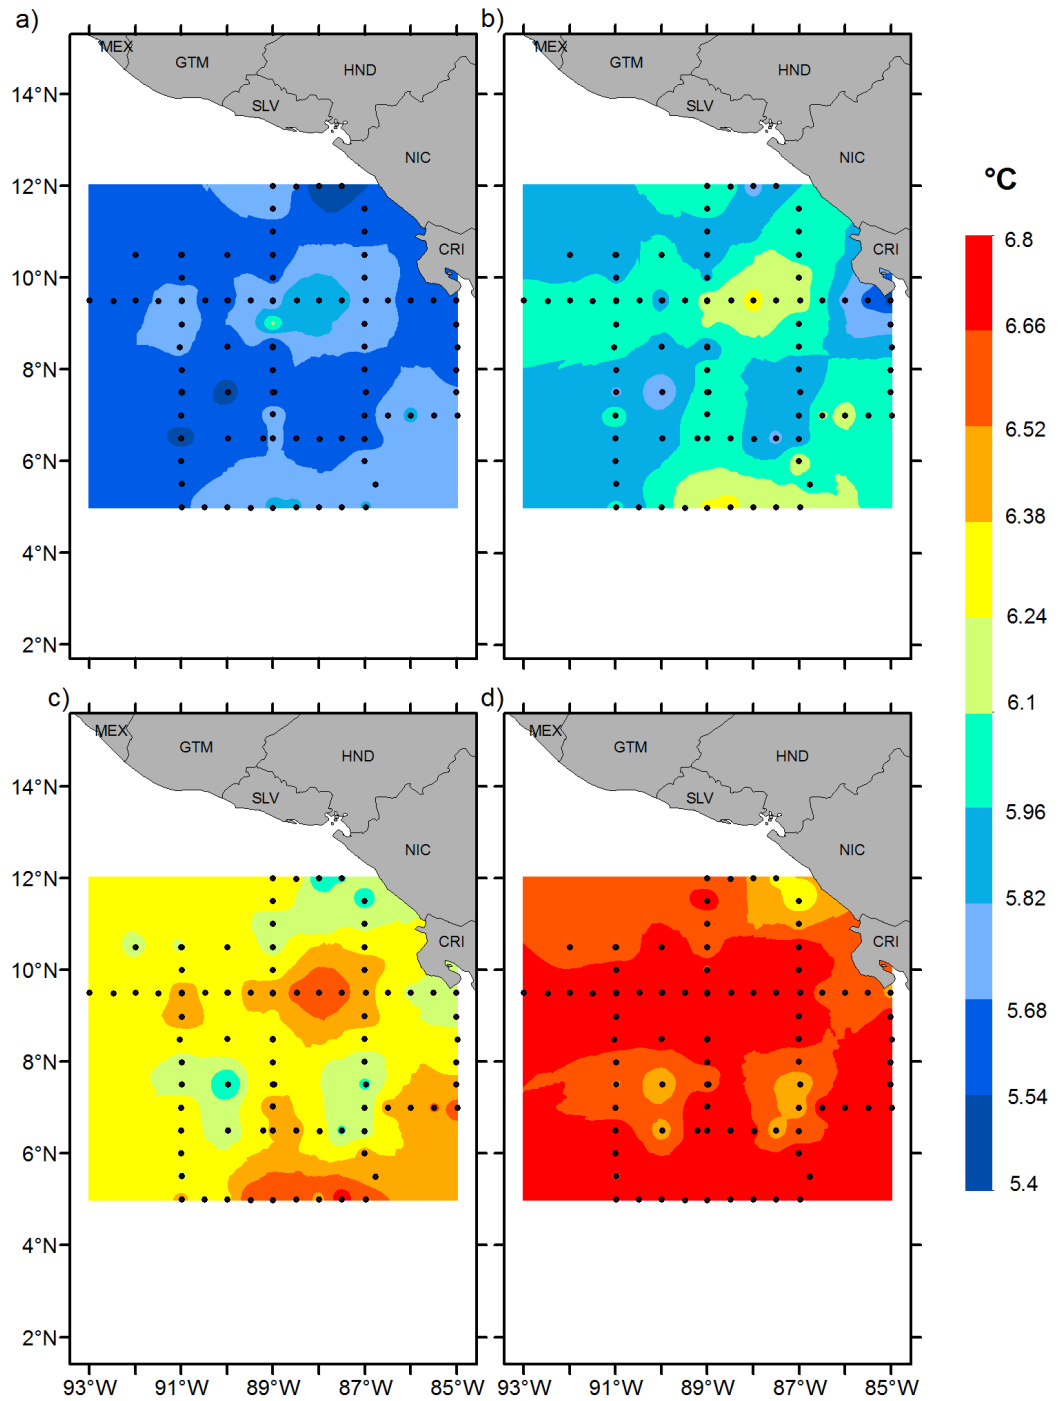 a)
b)
MEX
GTM
HND
SLV
NIC
CRI
MEX
GTM
HND
SLV
NIC
CRI
14°N
12°N
10°N
8°N
6°N
4°N
2°N
°C
6.8
6.66
6.52
6.38
6.24
6.1
5.96
5.82
5.68
5.54
5.4
c)
d)
MEX
GTM
HND
SLV
NIC
CRI
MEX
GTM
HND
SLV
NIC
CRI
14°N
12°N
10°N
8°N
6°N
4°N
2°N
93°W 91°W 89°W 87°W 85°W
91°W 89°W 87°W 85°W